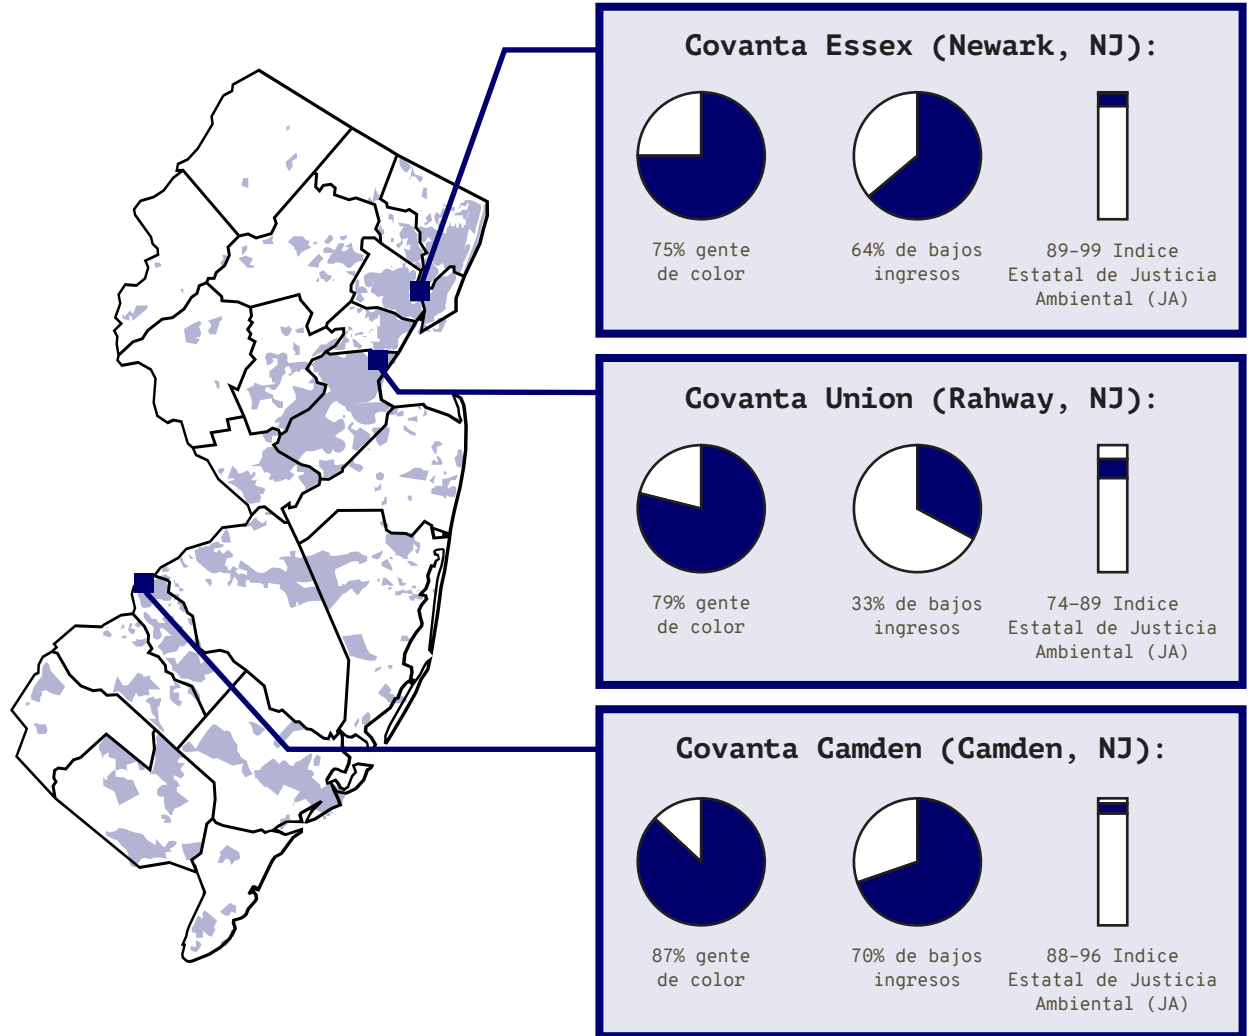 Covanta Essex (Newark, NJ):
75% gente
de color
64% de bajos
ingresos
89–99 Indice
Estatal de Justicia
Ambiental (JA)
Covanta Union (Rahway, NJ):
79% gente
de color
33% de bajos
ingresos
74–89 Indice
Estatal de Justicia
Ambiental (JA)
Covanta Camden (Camden, NJ):
87% gente
de color
70% de bajos
ingresos
88–96 Indice
Estatal de Justicia
Ambiental (JA)